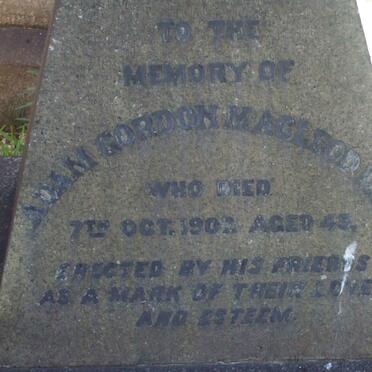 TO THE
MEMORY OF
ADAM GORDON MACLEOD
WHO DIED
7TH OCT. 1902 AGED 48,
ERECTED BY HIS FRIENDS
AS A MARK OF THEIR LOVE
AND ESTEEM.